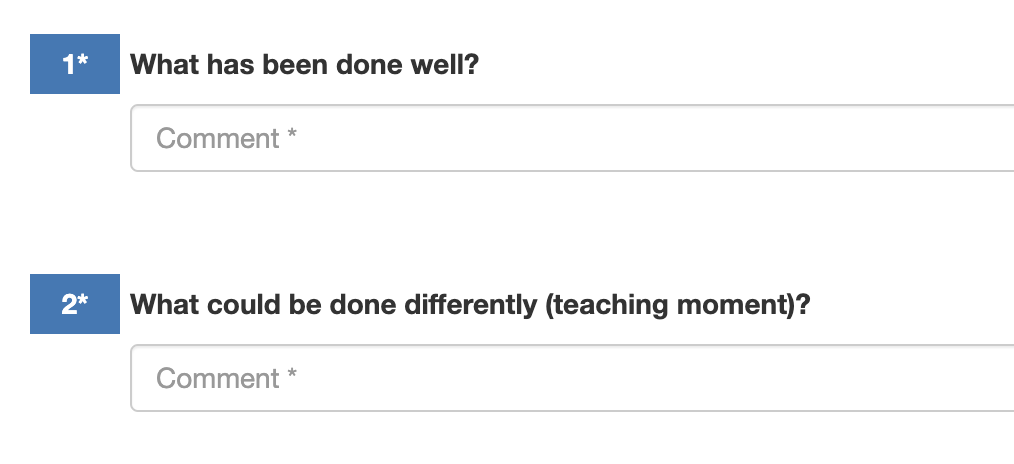 1* What has been done well?
Comment *
2* What could be done differently (teaching moment)?
Comment *